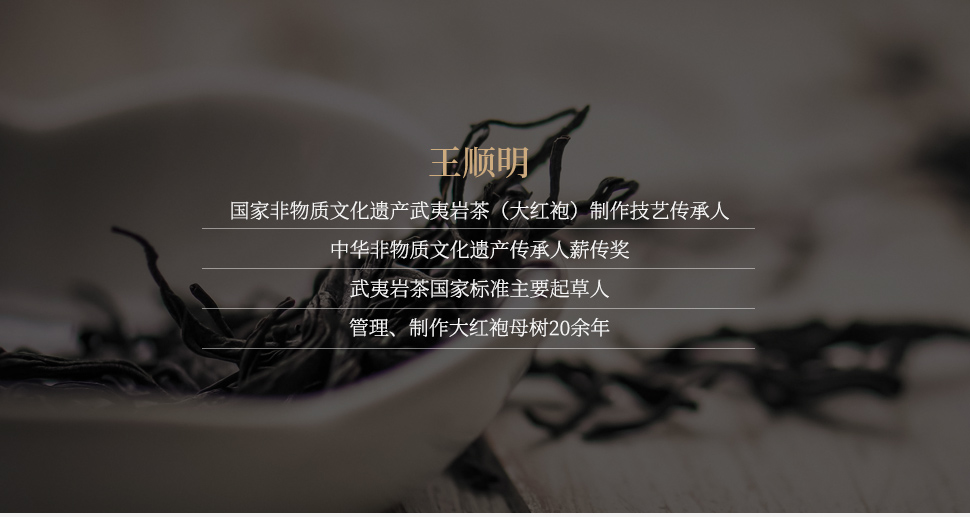 王顺明
国家非物质文化遗产武夷岩茶（大红袍）制作技艺传承人
中华非物质文化遗产传承人薪传奖
武夷岩茶国家标准主要起草人
管理、制作大红袍母树20余年